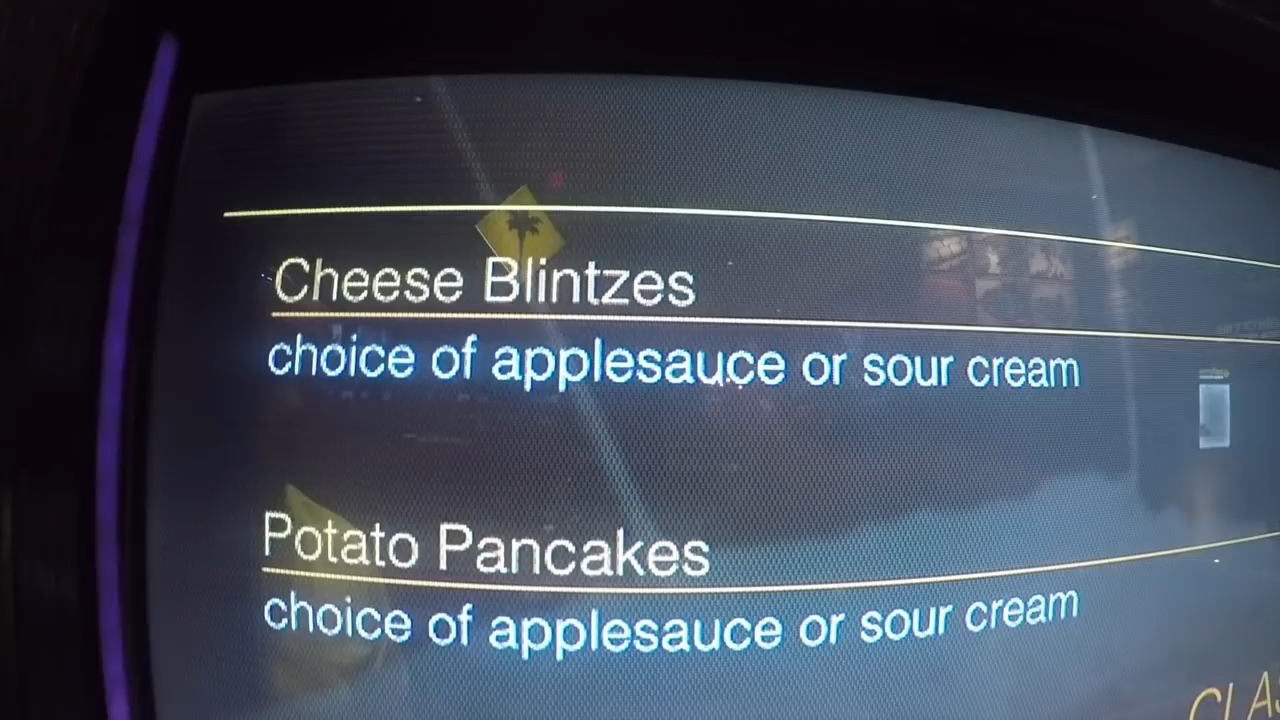 Cheese Blintzes
choice of applesauce or sour cream
Potato Pancakes
choice of applesauce or sour cream